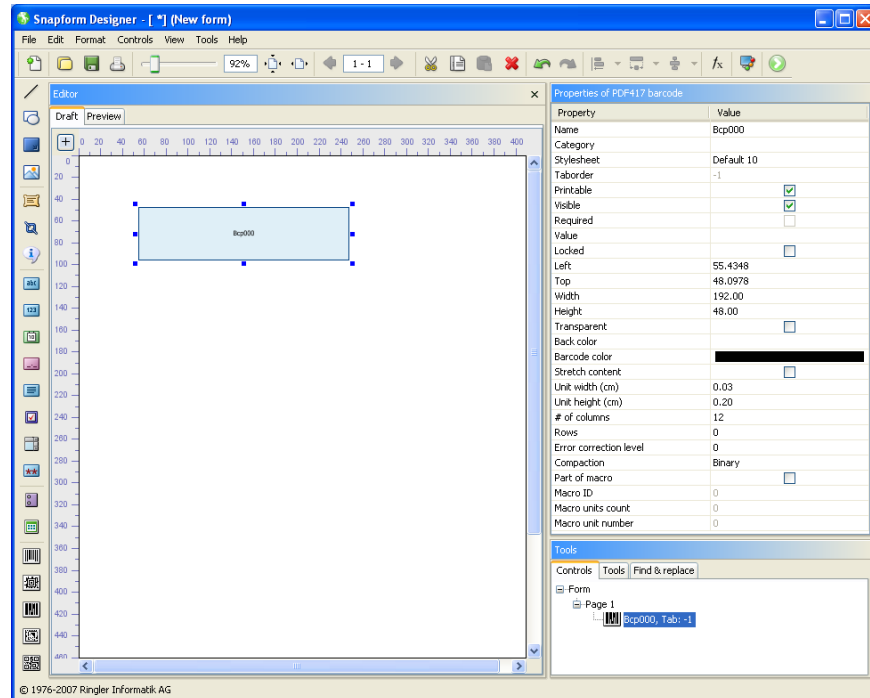 Snapform Designer - [ *] (New form)
File Edit Format Controls View Tools Help
92% 1 - 1 fx
Editor
Draft Preview
0 20 40 60 80 100 120 140 160 180 200 220 240 260 280 300 320 340 360 380 400
0
20
40
60
80
100
120
140
160
180
200
220
240
260
280
300
320
340
360
380
400
420
440
460
Bcp000
abc
123
10
Properties of PDF417 barcode
Property Value
Name Bcp000
Category
Stylesheet Default 10
Taborder -1
Printable
Visible
Required
Value
Locked
Left 55.4348
Top 48.0978
Width 192.00
Height 48.00
Transparent
Back color
Barcode color
Stretch content
Unit width (cm) 0.03
Unit height (cm) 0.20
# of columns 12
Rows 0
Error correction level 0
Compaction Binary
Part of macro
Macro ID 0
Macro units count 0
Macro unit number 0
Tools
Controls Tools Find & replace
Form
Page 1
Bcp000, Tab: -1
© 1976-2007 Ringler Informatik AG